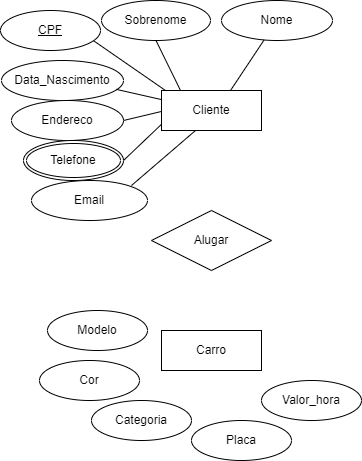 Sobrenome
Nome
CPF
Data_Nascimento
Cliente
Endereco
Telefone
Email
Alugar
Modelo
Carro
Cor
Valor_hora
Categoria
Placa